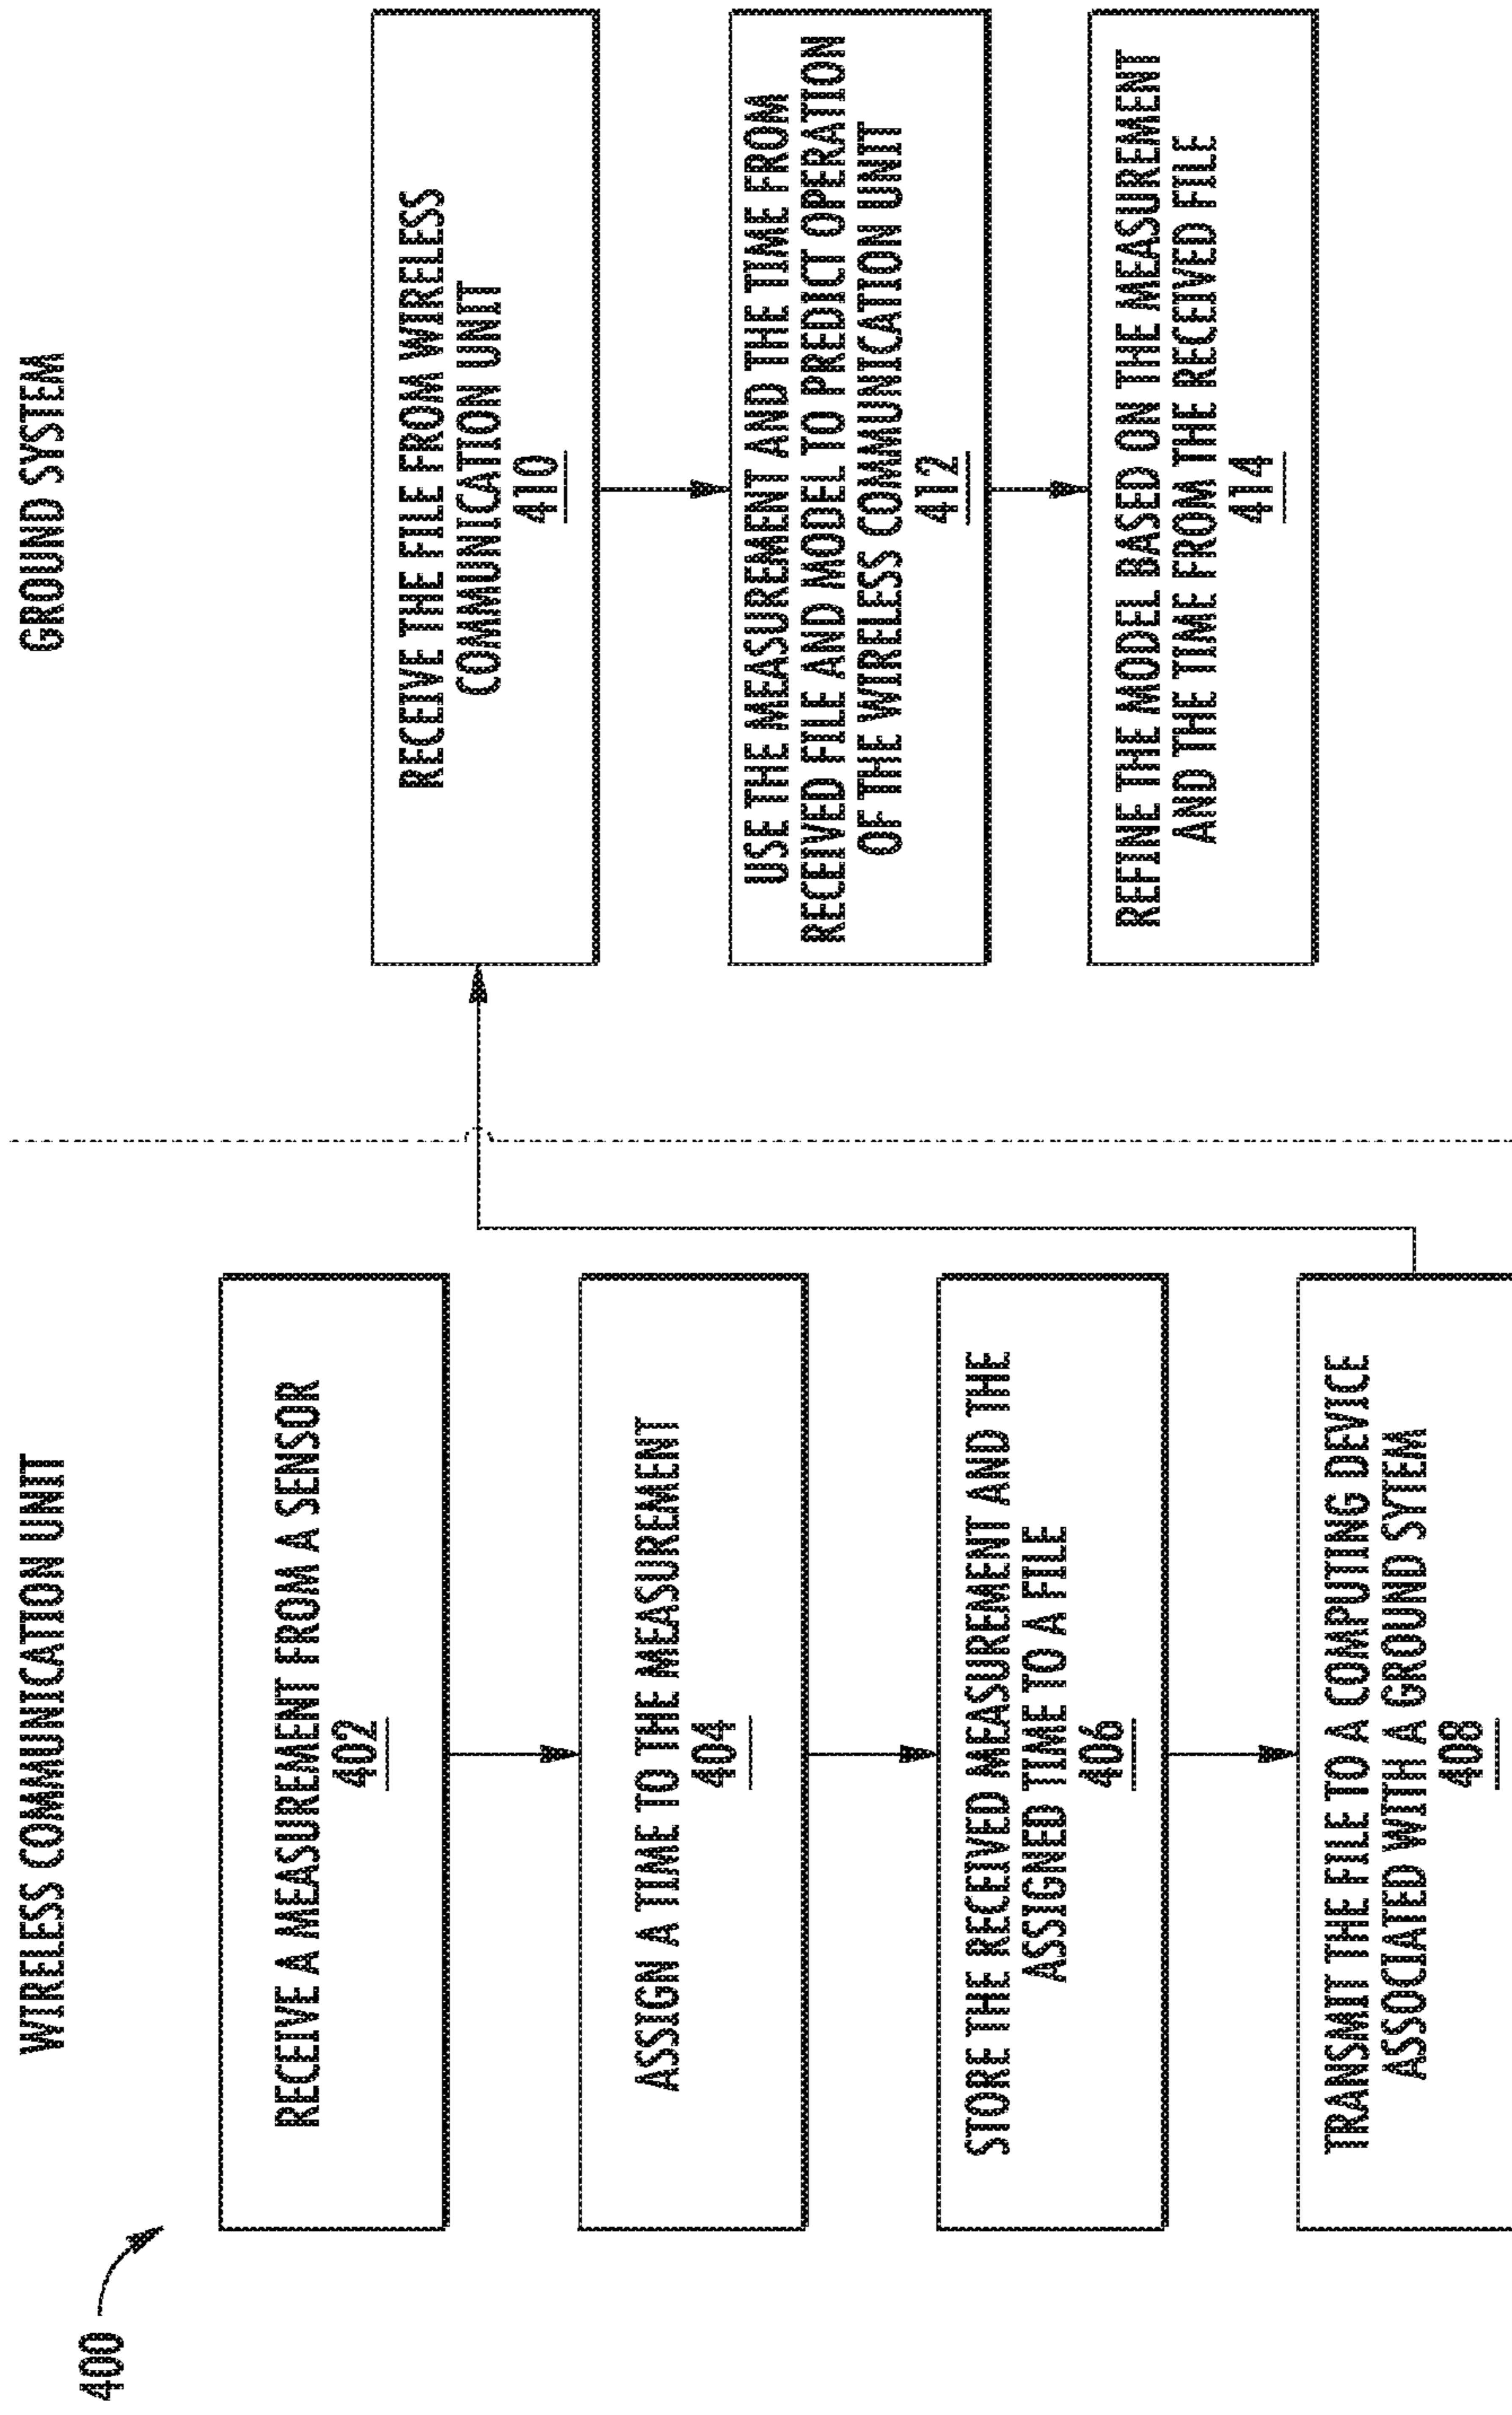 400
WIRELESS COMMUNICATION UNIT
RECEIVE A MEASUREMENT FROM A SENSOR
402
ASSIGN A TIME TO THE MEASUREMENT
404
STORE THE RECEIVED MEASUREMENT AND THE
ASSIGNED TIME TO A FILE
406
TRANSMIT THE FILE TO A COMPUTING DEVICE
ASSOCIATED WITH A GROUND SYTEM
408
GROUND SYSTEM
RECEIVE THE FILE FROM WIRELESS
COMMUNICATION UNIT
410
USE THE MEASUREMENT AND THE TIME FROM
RECEIVED FILE AND MODEL TO PREDICT OPERATION
OF THE WIRELESS COMMUNICATION UNIT
412
REFINE THE MODEL BASED ON THE MEASUREMENT
AND THE TIME FROM THE RECEIVED FILE
414